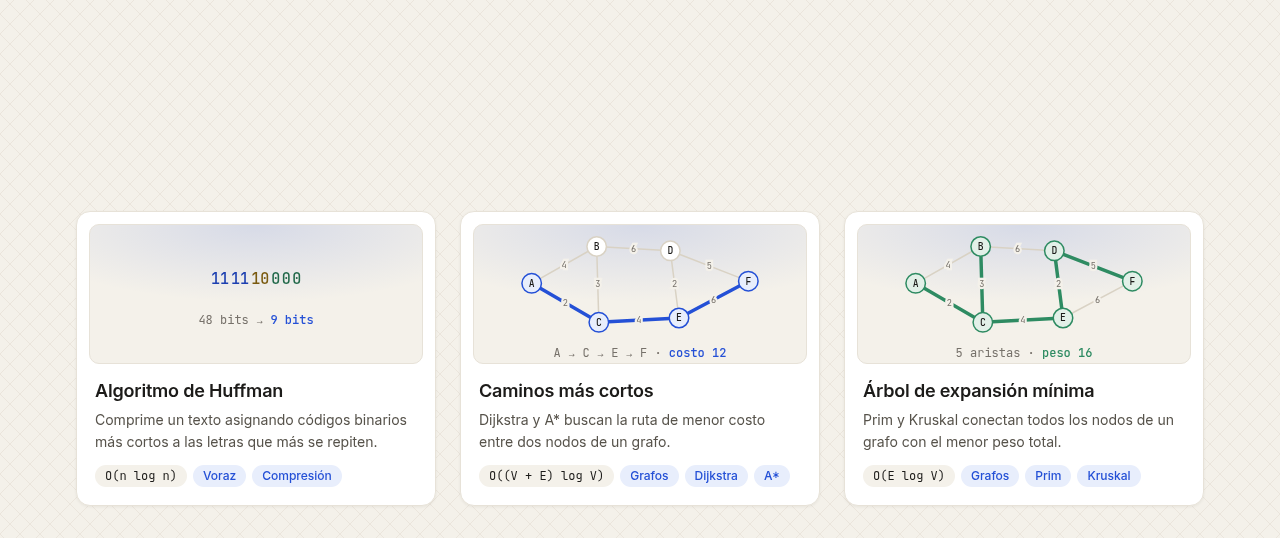 111110000
48 bits → 9 bits
Algoritmo de Huffman
Comprime un texto asignando códigos binarios
más cortos a las letras que más se repiten.
O(n log n) Voraz Compresión
B 6 D
4 5
A 3 2 F
2 6
C 4 E
A → C → E → F · costo 12
Caminos más cortos
Dijkstra y A* buscan la ruta de menor costo
entre dos nodos de un grafo.
O((V + E) log V) Grafos Dijkstra A*
B 6 D
4 5
A 3 2 F
2 6
C 4 E
5 aristas · peso 16
Árbol de expansión mínima
Prim y Kruskal conectan todos los nodos de un
grafo con el menor peso total.
O(E log V) Grafos Prim Kruskal